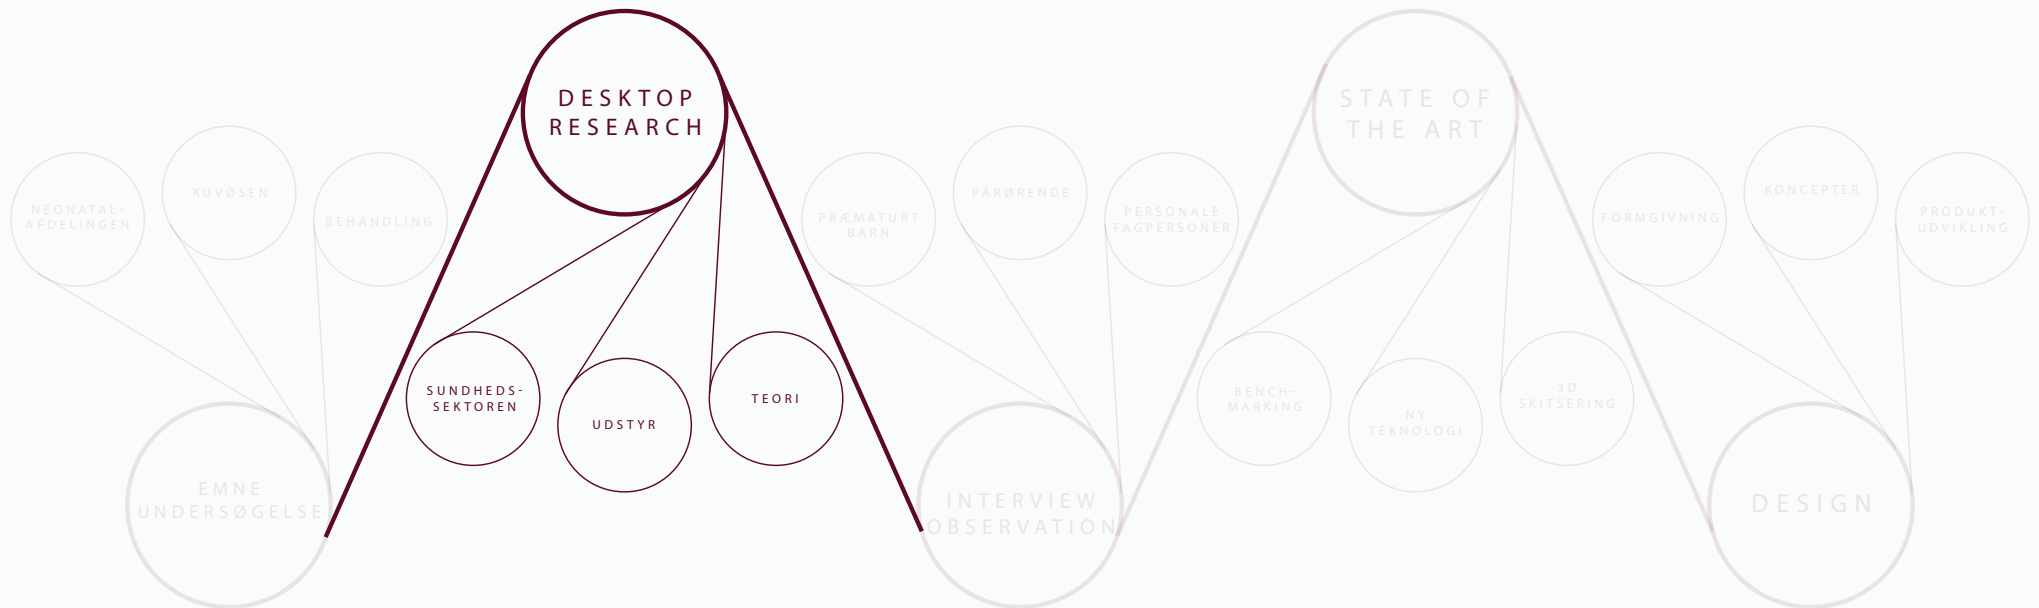 NEONATAL-
AFDELINGEN
KUVØSEN
BEHANDLING
EMNE
UNDERSØGELSE
DESKTOP
RESEARCH
SUNDHEDS-
SEKTOREN
UDSTYR
TEORI
PRÆMATURT
BARN
PÅRØRENDE
PERSONALE
FAGPERSONER
INTERVIEW
OBSERVATION
STATE OF
THE ART
BENCH-
MARKING
NY
TEKNOLOGI
3D
SKITSERING
FORMGIVNING
KONCEPTER
PRODUKT-
UDVIKLING
DESIGN